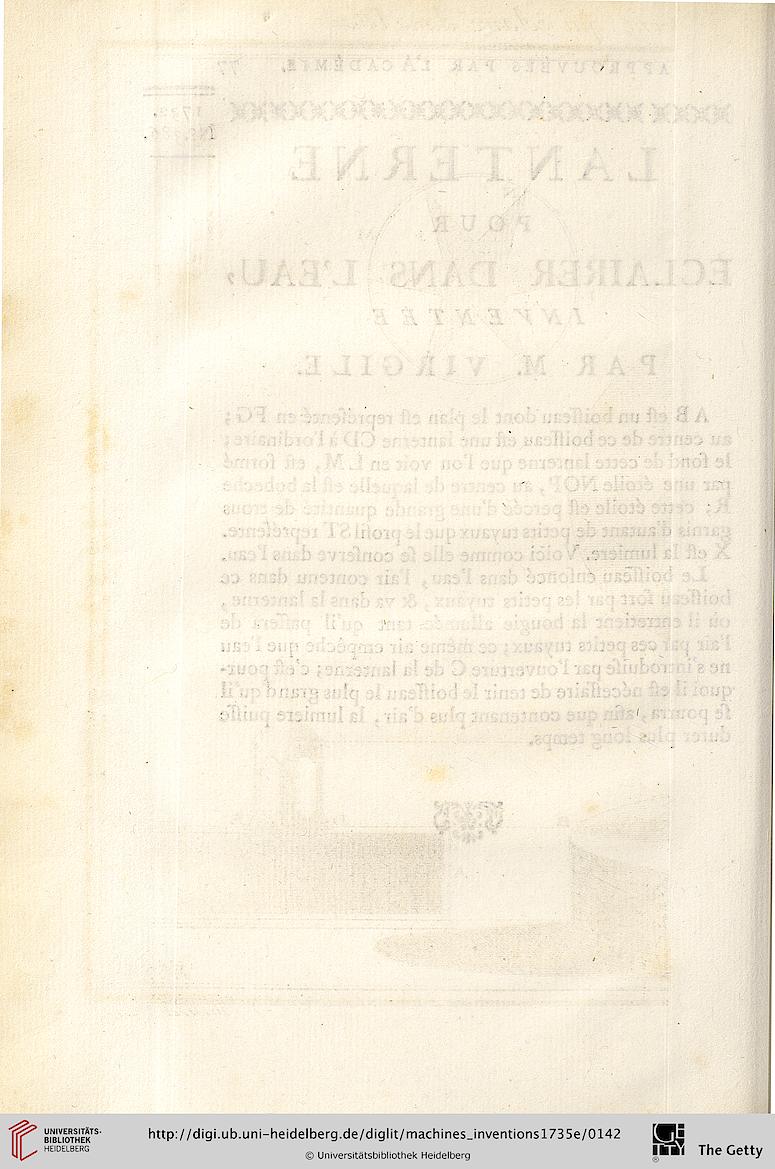 APPROUVÉES PAR L'ACADÉMIE. 77
1732.
LANTERNE
POUR
ECLAIRER DANS L'EAU,
INVENTÉE
PAR M. VIRGILE.
AB eſt un boiſſeau dont le plan eſt repréſenté en FG;
au centre de ce boiſſeau eſt une lanterne CD à l'ordinaire;
le fond de cette lanterne que l'on voit en LM, eſt formé
par une étoile NOP, au centre de laquelle eſt la bobeche
R; cette étoile eſt percée d'une grande quantité de trous
garnis d'autant de petits tuyaux que le profil ST repréſente.
X eſt la lumiere. Voici comme elle ſe conſerve dans l'eau.
Le boiſſeau enfoncé dans l'eau, l'air contenu dans ce
boiſſeau ſort par les petits tuyaux, & va dans la lanterne,
où il entretient la bougie allumée tant qu'il paſſera de
l'air par ces petits tuyaux; ce même air empêche que l'eau
ne s'introduiſe par l'ouverture C de la lanterne; c'eſt pour-
quoi il eſt néceſſaire de tenir le boiſſeau le plus grand qu'il
ſe pourra, afin que contenant plus d'air, la lumiere puiſſe
durer plus long temps.
UNIVERSITÄTS-
BIBLIOTHEK
HEIDELBERG
http://digi.ub.uni-heidelberg.de/diglit/machines_inventions1735e/0142
© Universitätsbibliothek Heidelberg
The Getty